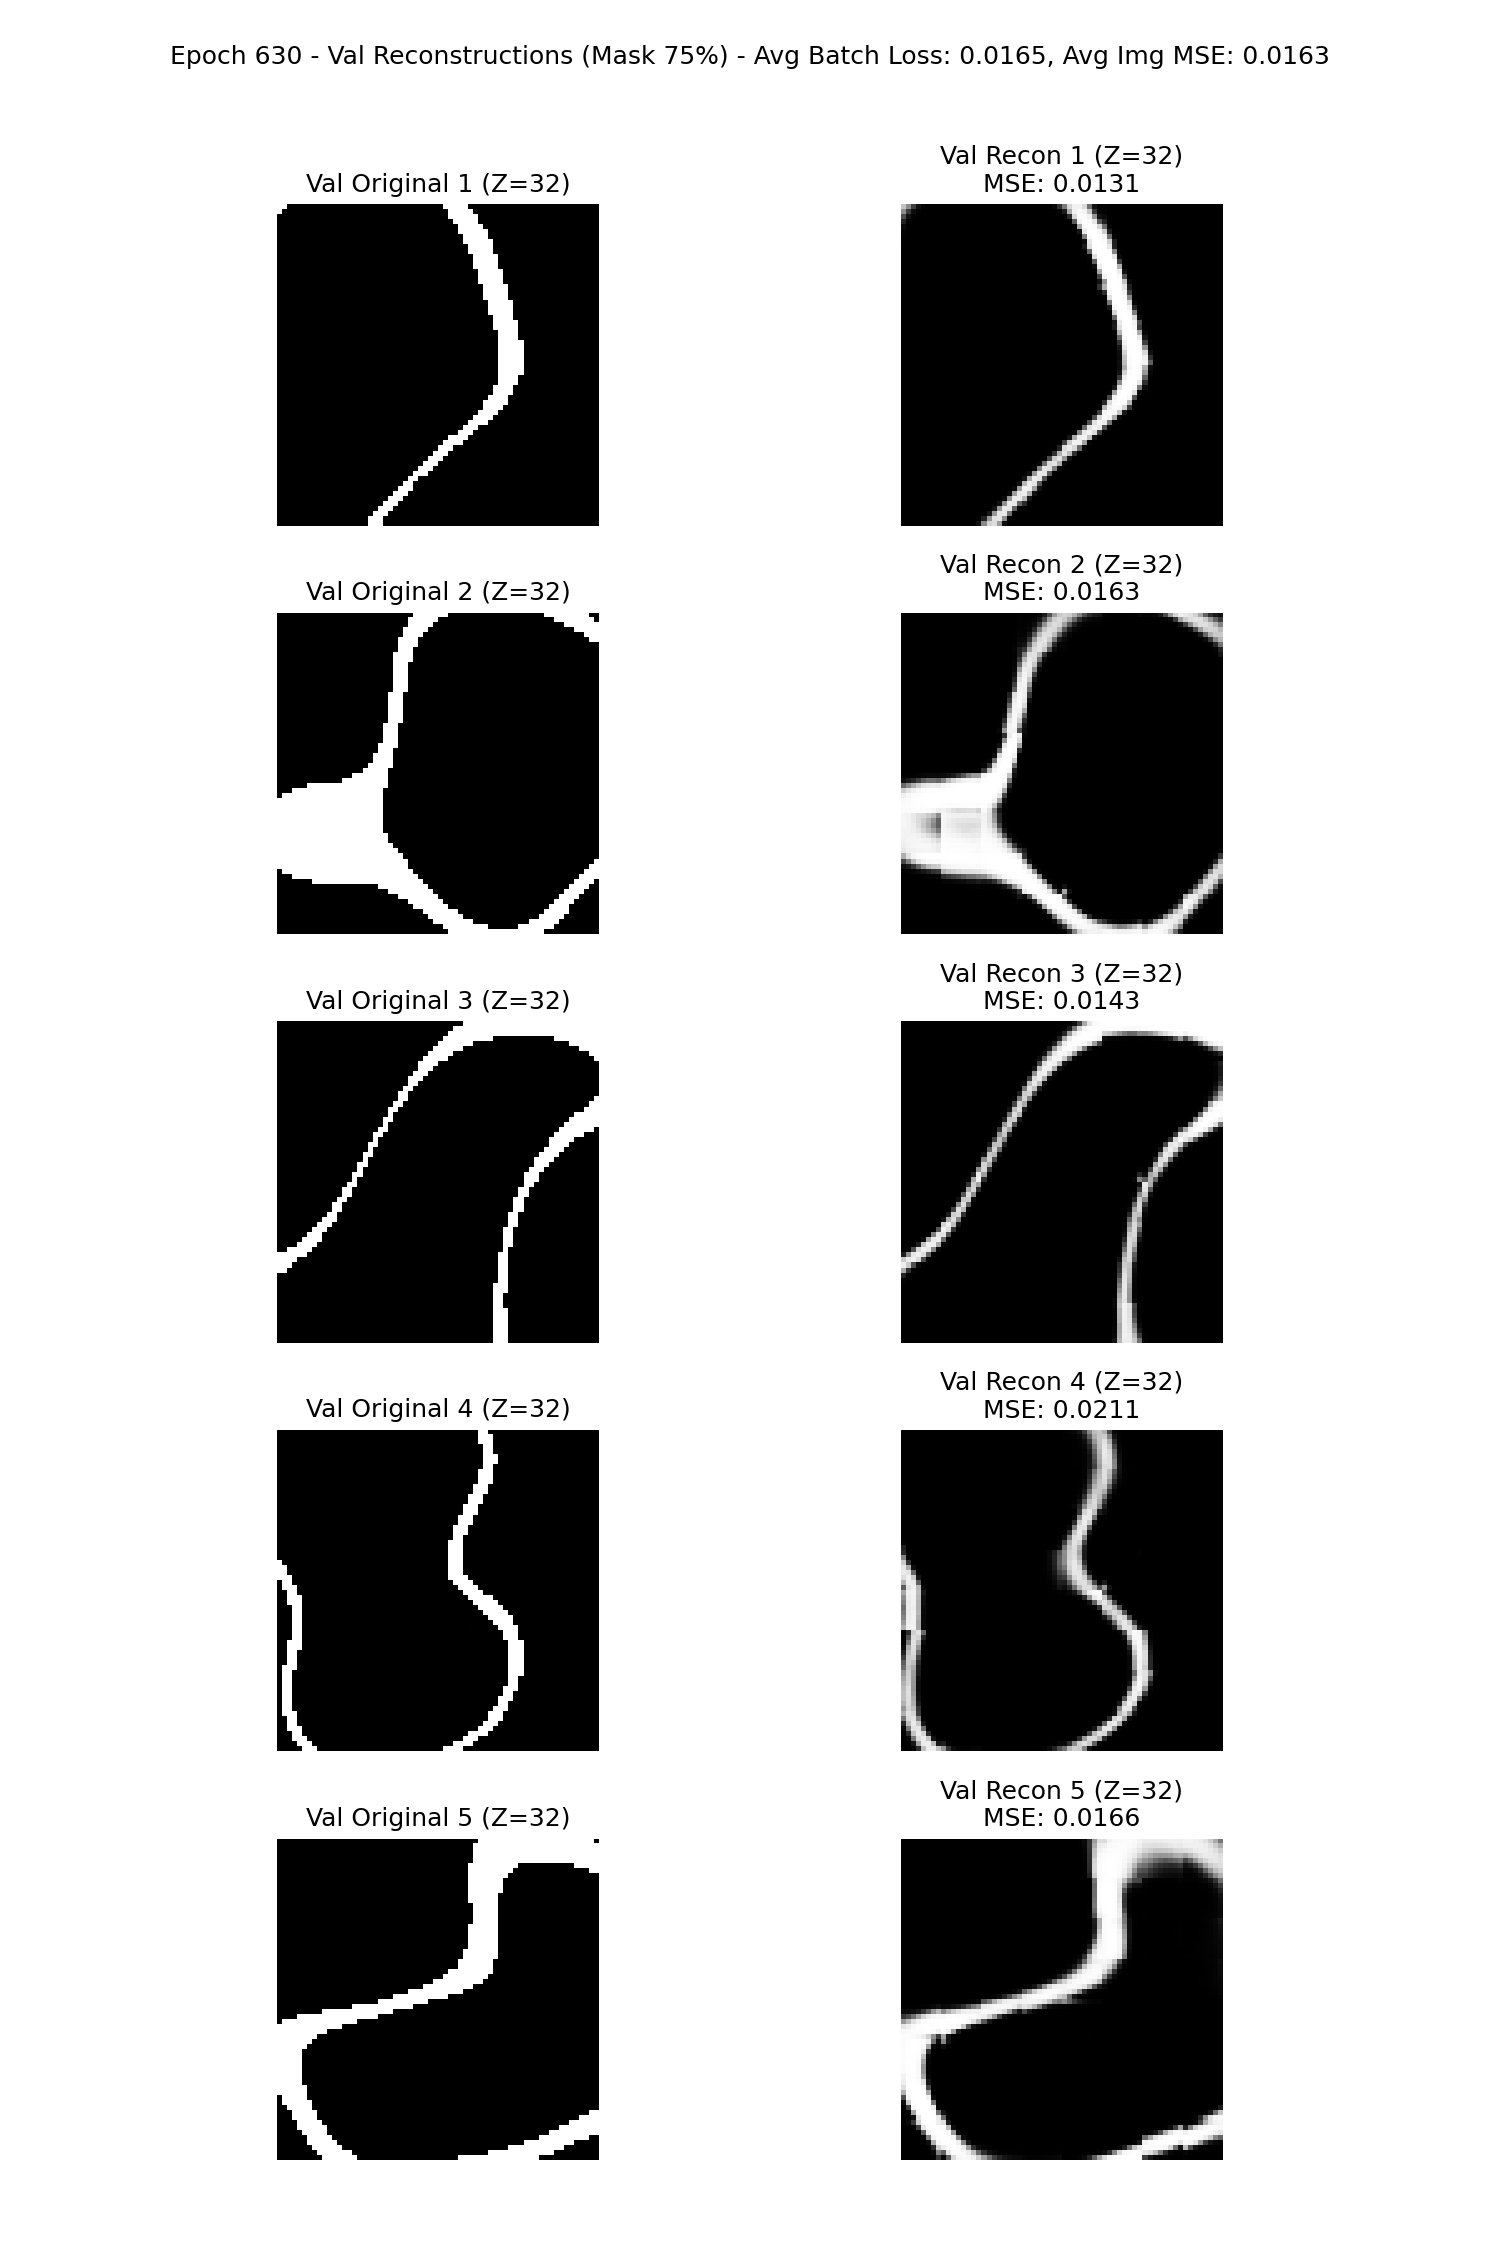 Epoch 630 - Val Reconstructions (Mask 75%) - Avg Batch Loss: 0.0165, Avg Img MSE: 0.0163
Val Original 1 (Z=32)
Val Recon 1 (Z=32)
MSE: 0.0131
Val Original 2 (Z=32)
Val Recon 2 (Z=32)
MSE: 0.0163
Val Original 3 (Z=32)
Val Recon 3 (Z=32)
MSE: 0.0143
Val Original 4 (Z=32)
Val Recon 4 (Z=32)
MSE: 0.0211
Val Original 5 (Z=32)
Val Recon 5 (Z=32)
MSE: 0.0166